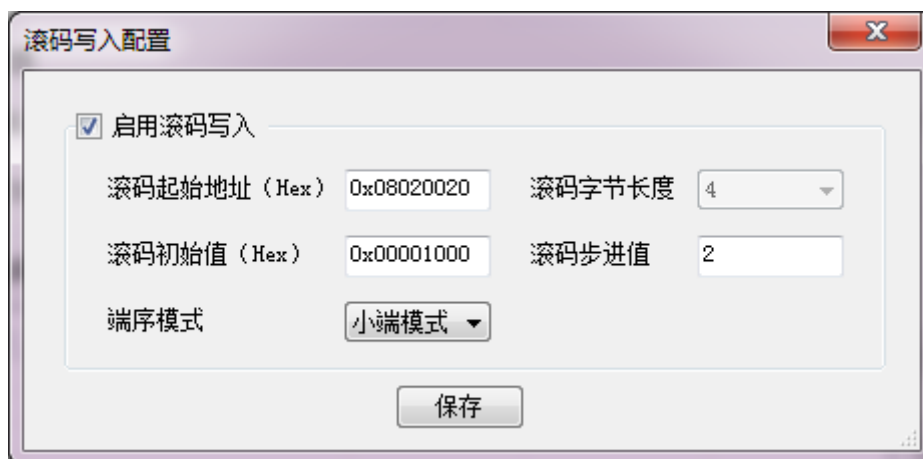 滚码写入配置
启用滚码写入
滚码起始地址（Hex） 0x08020020 滚码字节长度 4
滚码初始值（Hex） 0x00001000 滚码步进值 2
端序模式 小端模式
保存